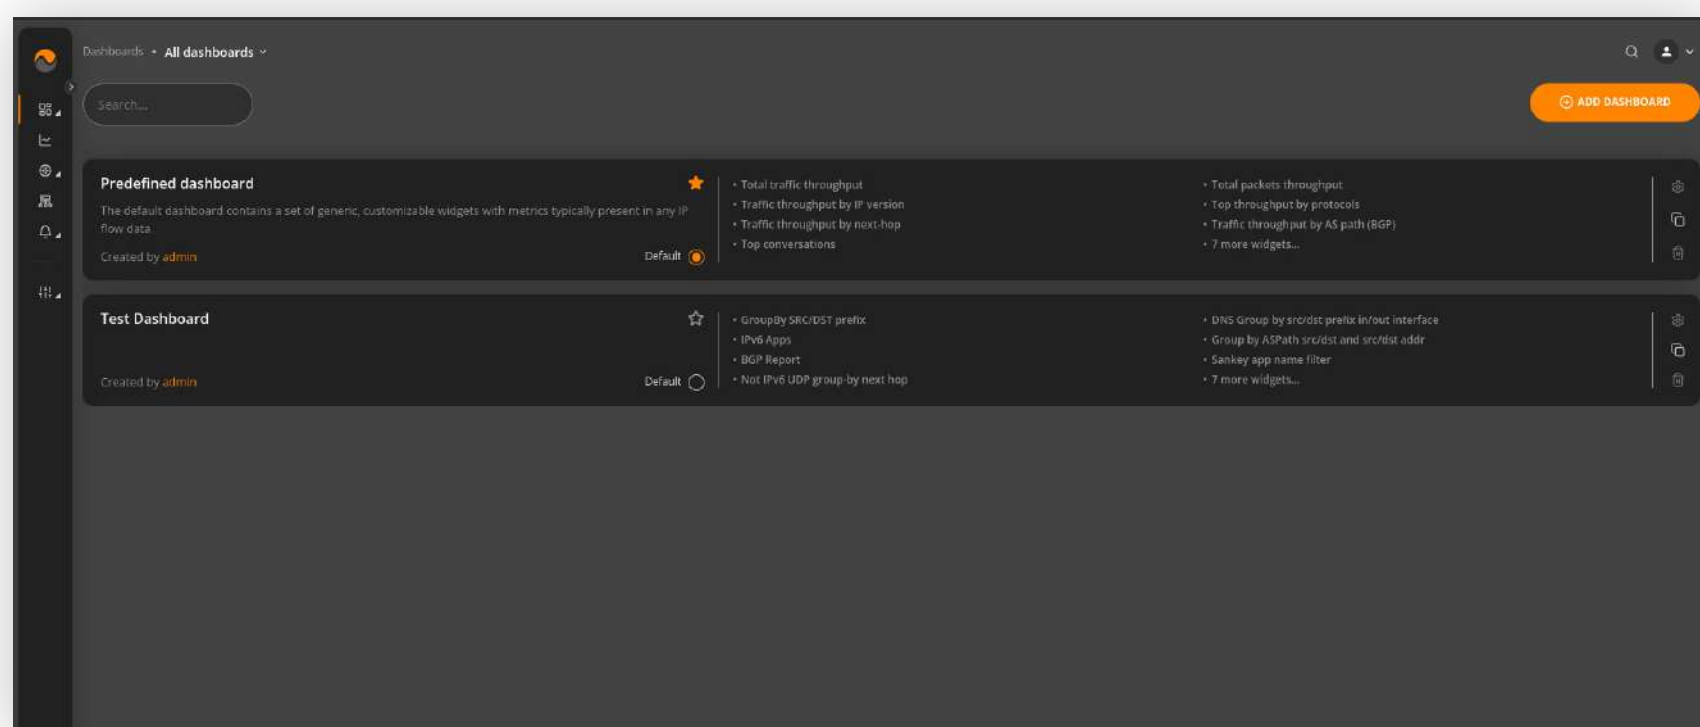 Dashboards • All dashboards
Search...
ADD DASHBOARD
Predefined dashboard
The default dashboard contains a set of generic, customizable widgets with metrics typically present in any IP
flow data
Created by admin
Default
• Total traffic throughput
• Traffic throughput by IP version
• Traffic throughput by next-hop
• Top conversations
• Total packets throughput
• Top throughput by protocols
• Traffic throughput by AS path (BGP)
• 7 more widgets...
Test Dashboard
Created by admin
Default
• GroupBy SRC/DST prefix
• IPv6 Apps
• BGP Report
• Not IPv6 UDP group-by next hop
• DNS Group by src/dst prefix in/out interface
• Group by ASPath src/dst and src/dst addr
• Sankey app name filter
• 7 more widgets...